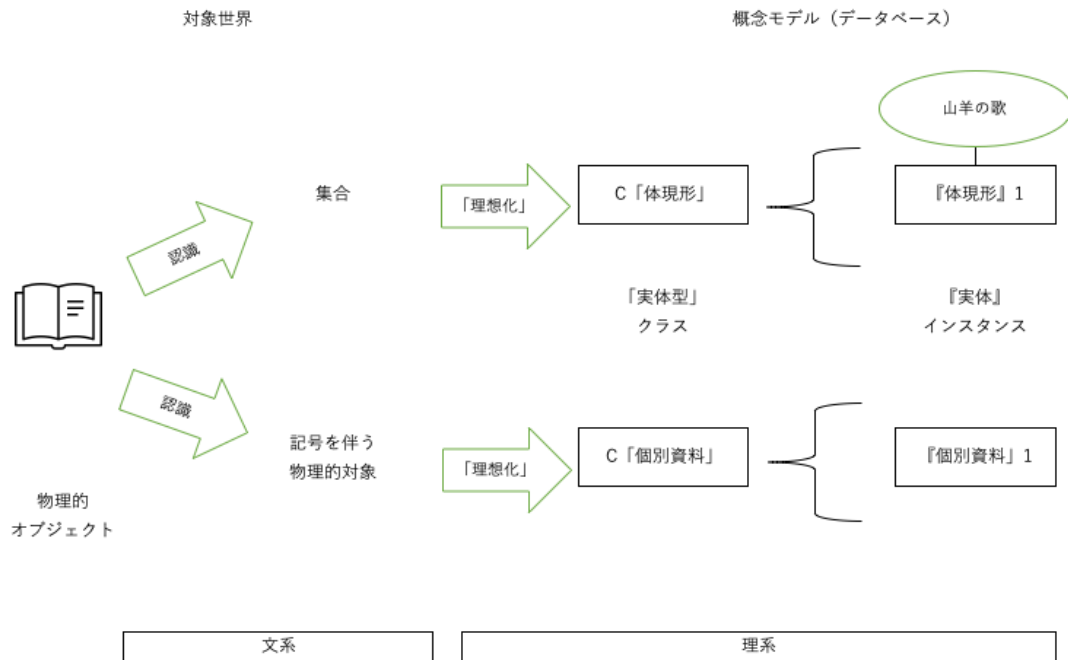 対象世界
概念モデル（データベース）
山羊の歌
集合
「理想化」
C「体現形」
『体現形』1
認識
「実体型」
クラス
『実体』
インスタンス
認識
記号を伴う
物理的対象
「理想化」
C「個別資料」
『個別資料」1
物理的
オブジェクト
文系
理系